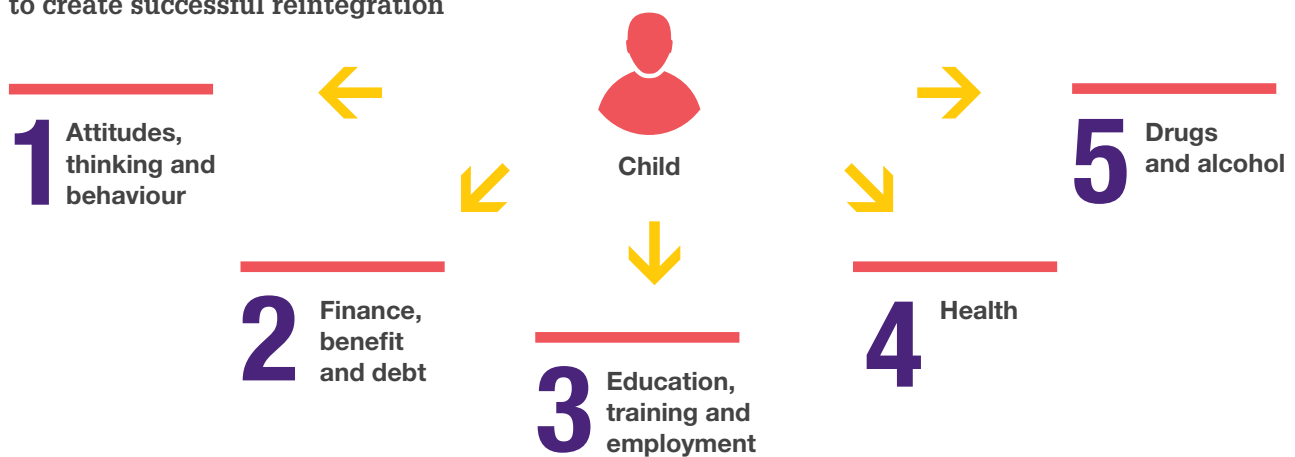 to create successful reintegration
Child
1
Attitudes,
thinking and
behaviour
2
Finance,
benefit
and debt
3
Education,
training and
employment
4
Health
5
Drugs
and alcohol